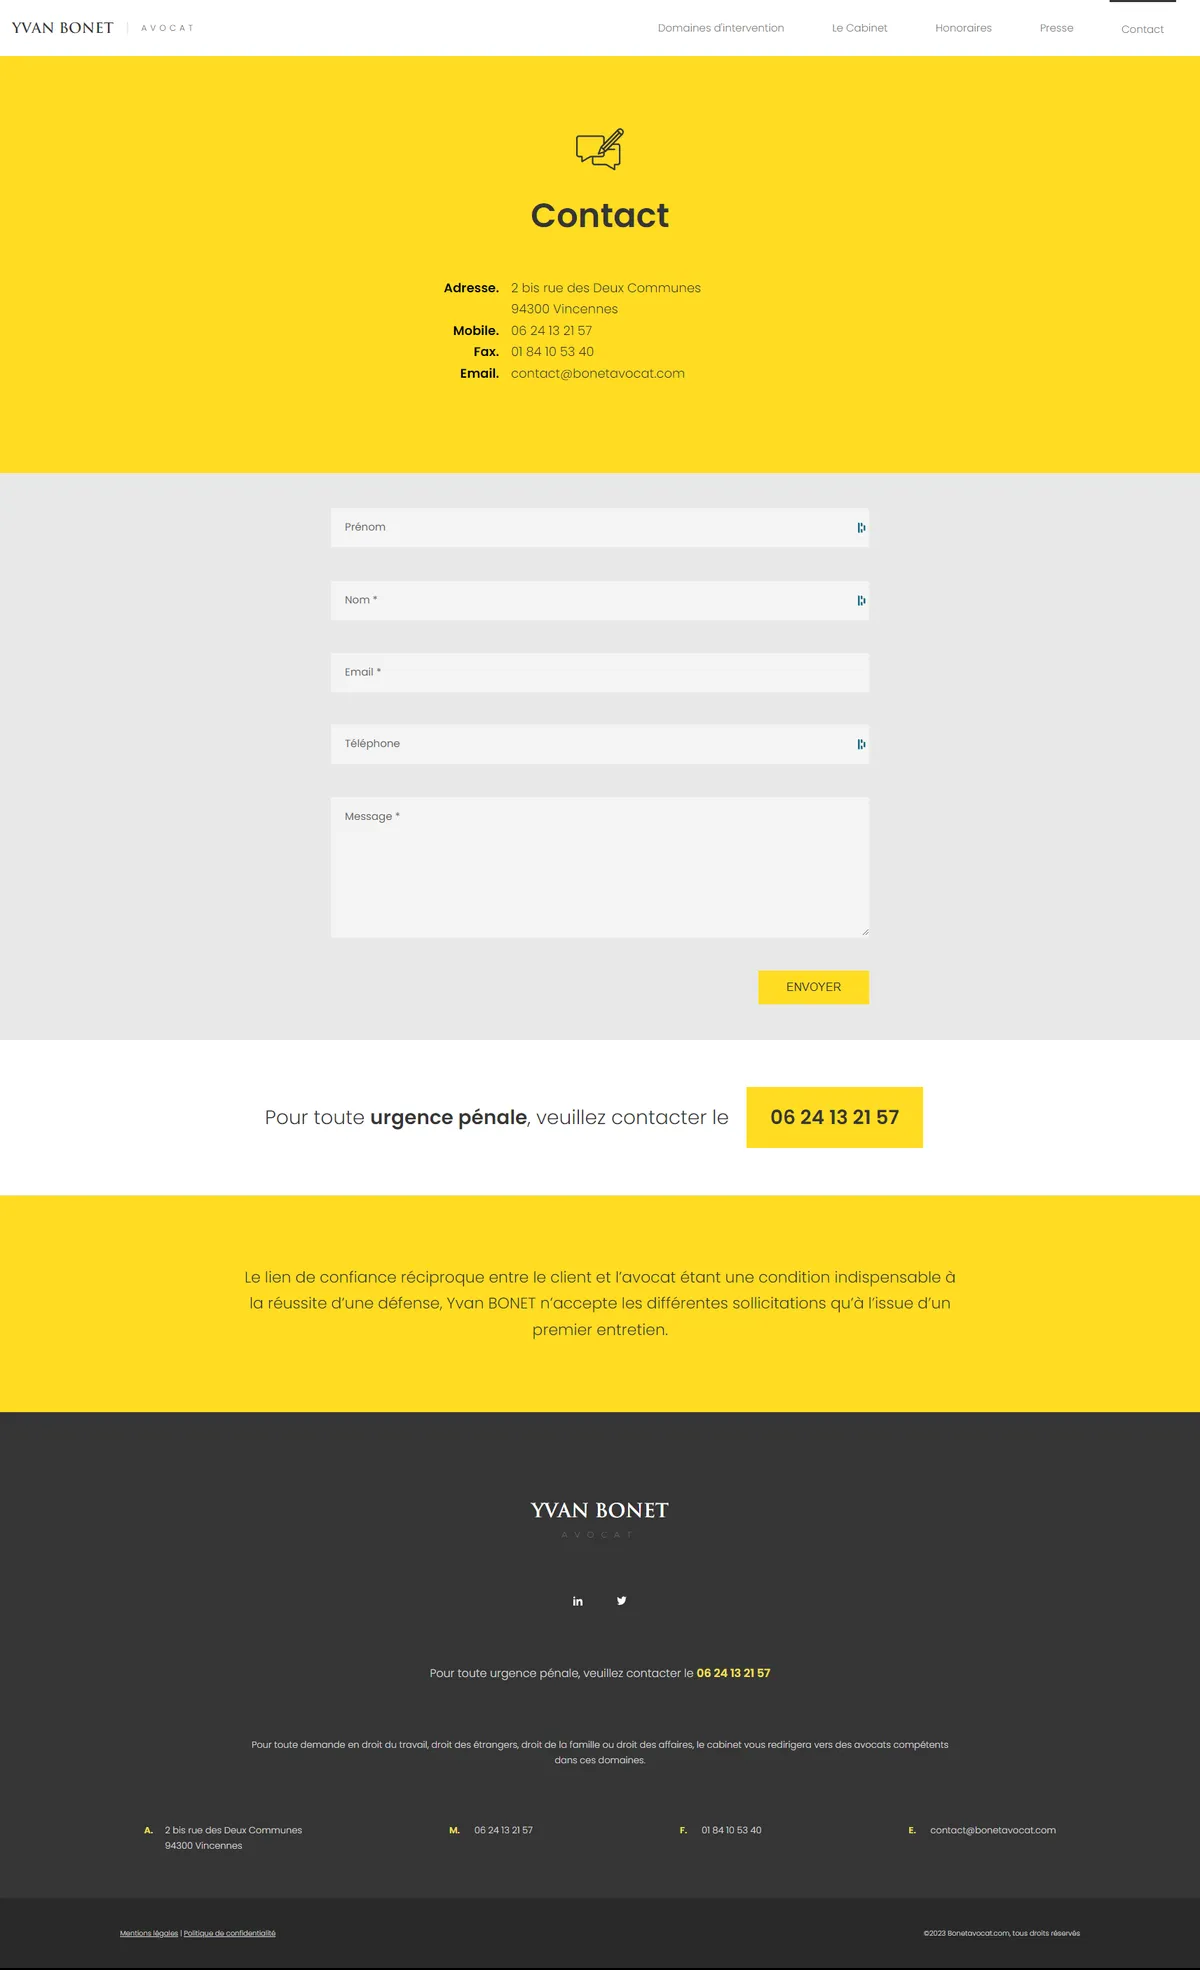 YVAN BONET | AVOCAT
Domaines d'intervention
Le Cabinet
Honoraires
Presse
Contact
Contact
Adresse. 2 bis rue des Deux Communes
94300 Vincennes
Mobile. 06 24 13 21 57
Fax. 01 84 10 53 40
Email. contact@bonetavocat.com
Prénom
Nom *
Email *
Téléphone
Message *
ENVOYER
Pour toute urgence pénale, veuillez contacter le 06 24 13 21 57
Le lien de confiance réciproque entre le client et l’avocat étant une condition indispensable à
la réussite d’une défense, Yvan BONET n’accepte les différentes sollicitations qu’à l’issue d’un
premier entretien.
YVAN BONET
AVOCAT
Pour toute urgence pénale, veuillez contacter le 06 24 13 21 57
Pour toute demande en droit du travail, droit des étrangers, droit de la famille ou droit des affaires, le cabinet vous redirigera vers des avocats compétents
dans ces domaines.
A. 2 bis rue des Deux Communes
94300 Vincennes
M. 06 24 13 21 57
F. 01 84 10 53 40
E. contact@bonetavocat.com
Mentions légales | Politique de confidentialité
©2023 Bonetavocat.com, tous droits réservés